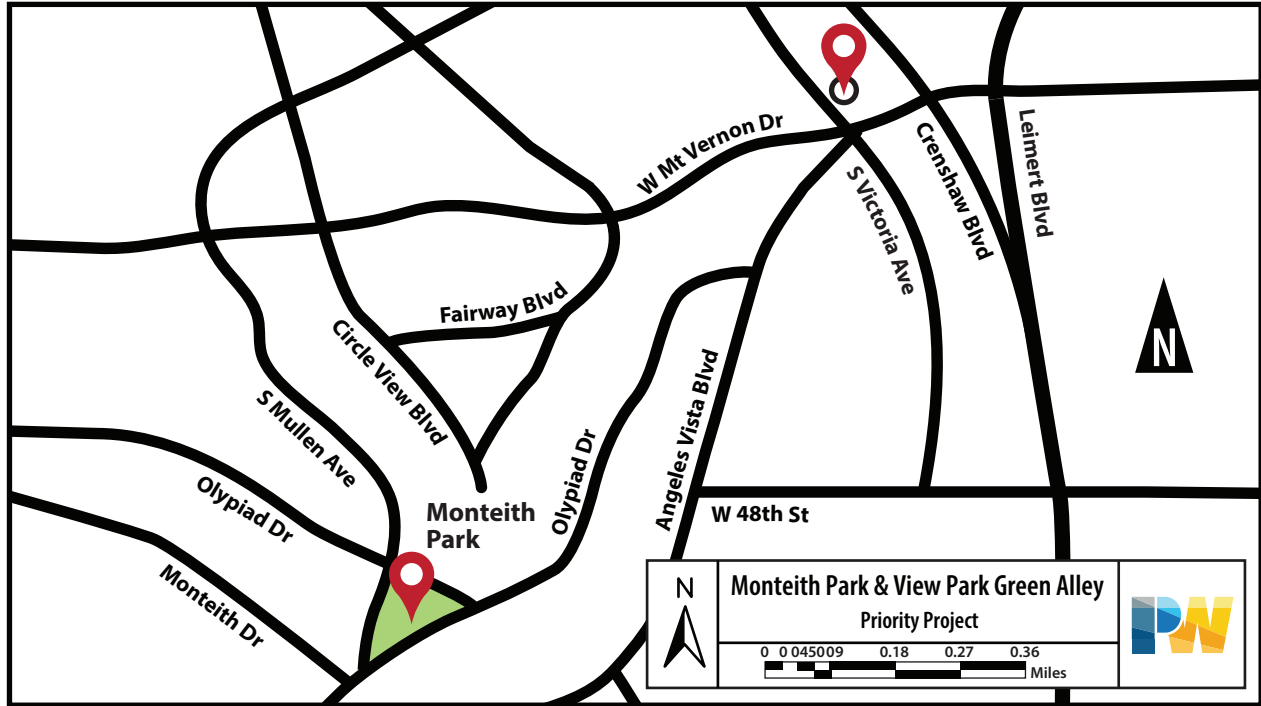 W Mt Vernon Dr
Crenshaw Blvd
Leimert Blvd
S Victoria Ave
Fairway Blvd
Circle View Blvd
S Mullen Ave
Angeles Vista Blvd
Olypiad Dr
Olypiad Dr
Monteith Dr
Monteith
Park
W 48th St
N
N
Monteith Park & View Park Green Alley
Priority Project
0 0 045009 0.18 0.27 0.36
Miles
PW